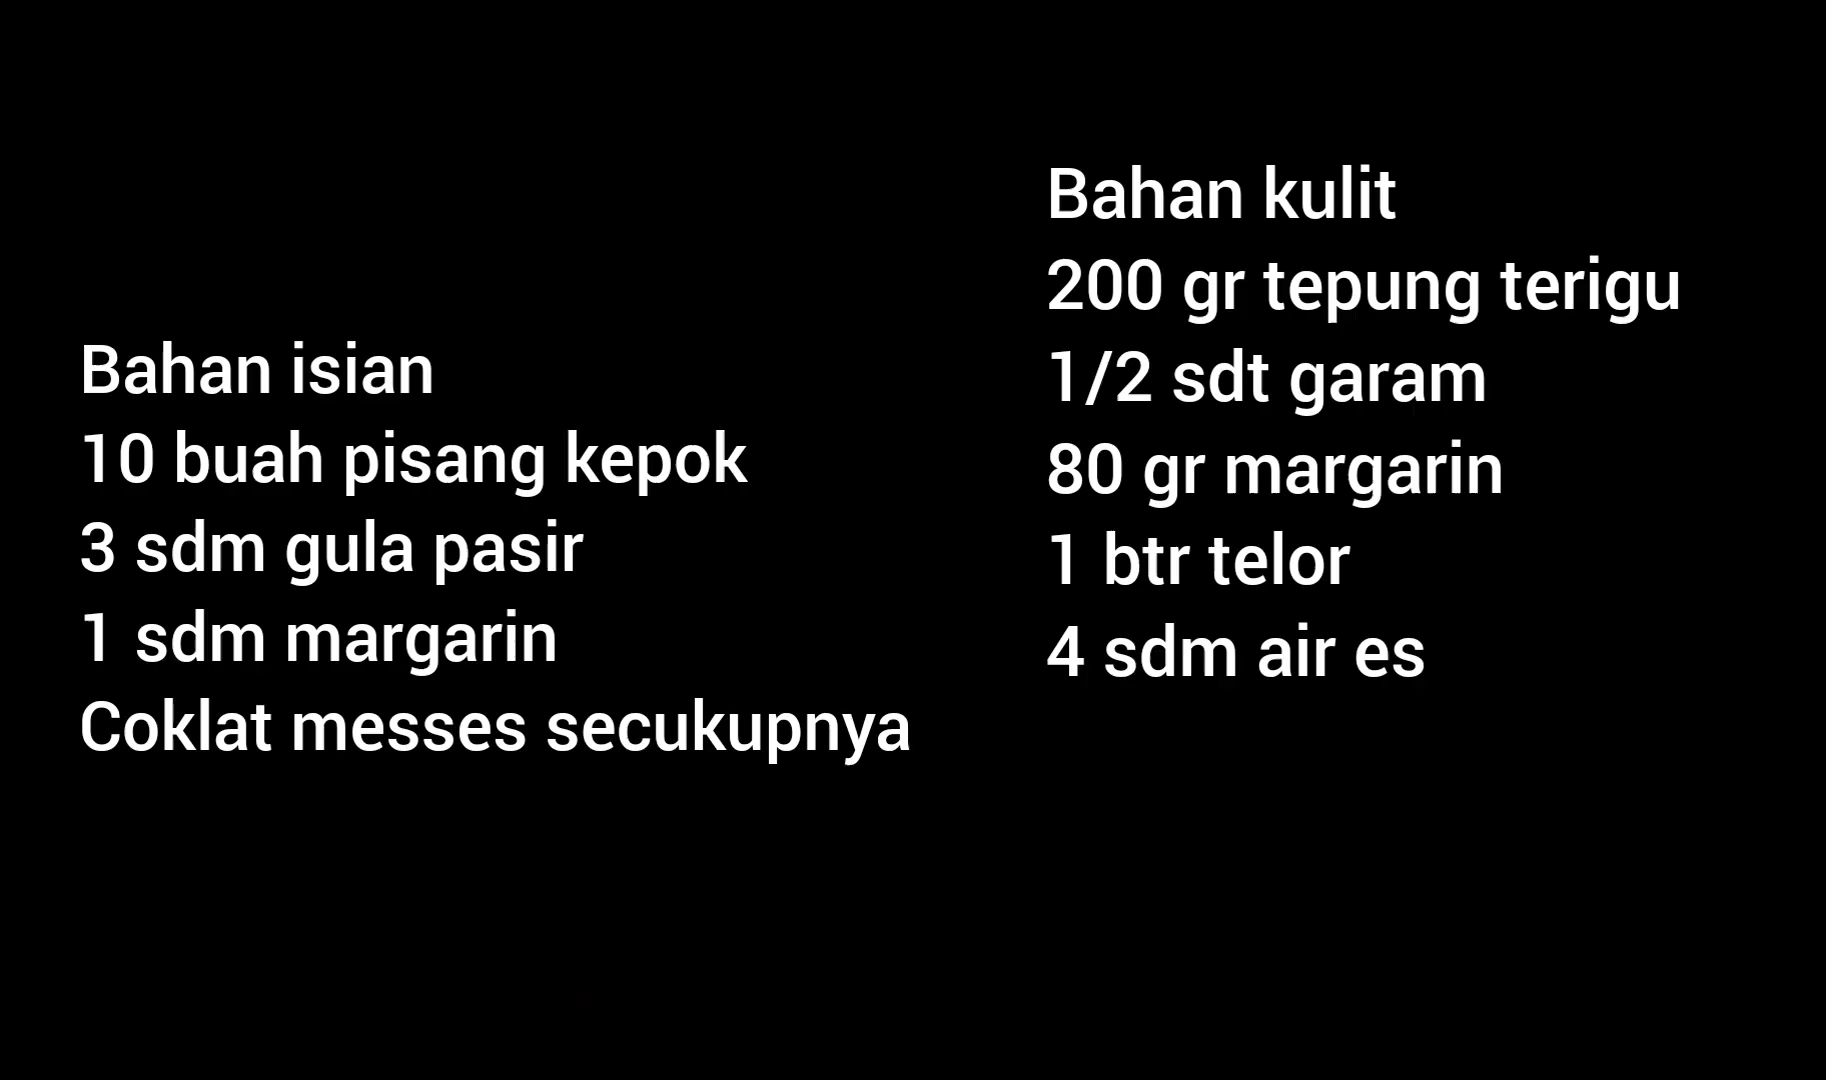 Bahan isian
10 buah pisang kepok
3 sdm gula pasir
1 sdm margarin
Coklat messes secukupnya
Bahan kulit
200 gr tepung terigu
1/2 sdt garam
80 gr margarin
1 btr telor
4 sdm air es